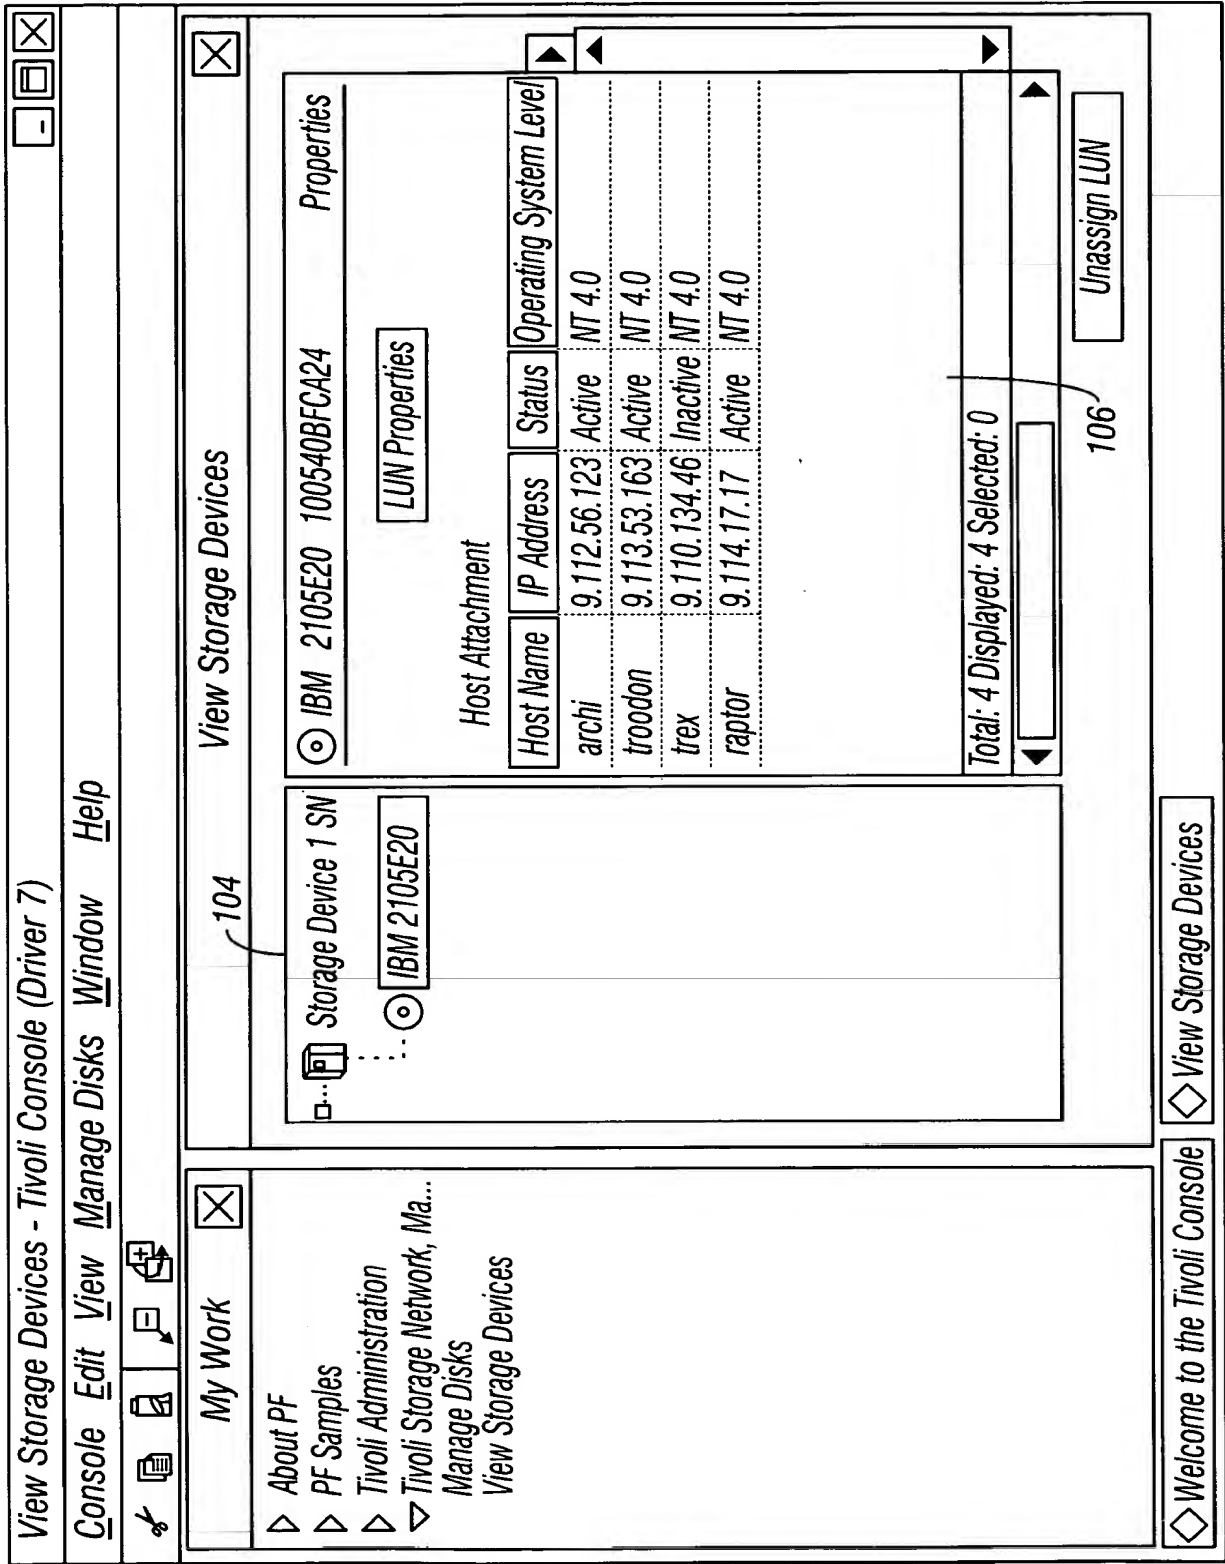 View Storage Devices - Tivoli Console (Driver 7)
Console Edit View Manage Disks Window Help
My Work
About PF
PF Samples
Tivoli Administration
Tivoli Storage Network, Ma...
Manage Disks
View Storage Devices
View Storage Devices
104
Storage Device 1 SN
IBM 2105E20
IBM 2105E20 100540BFCA24 Properties
LUN Properties
Host Attachment
Host Name IP Address Status Operating System Level
archi 9.112.56.123 Active NT 4.0
troodon 9.113.53.163 Active NT 4.0
trex 9.110.134.46 Inactive NT 4.0
raptor 9.114.17.17 Active NT 4.0
Total: 4 Displayed: 4 Selected: 0
106
Unassign LUN
Welcome to the Tivoli Console
View Storage Devices